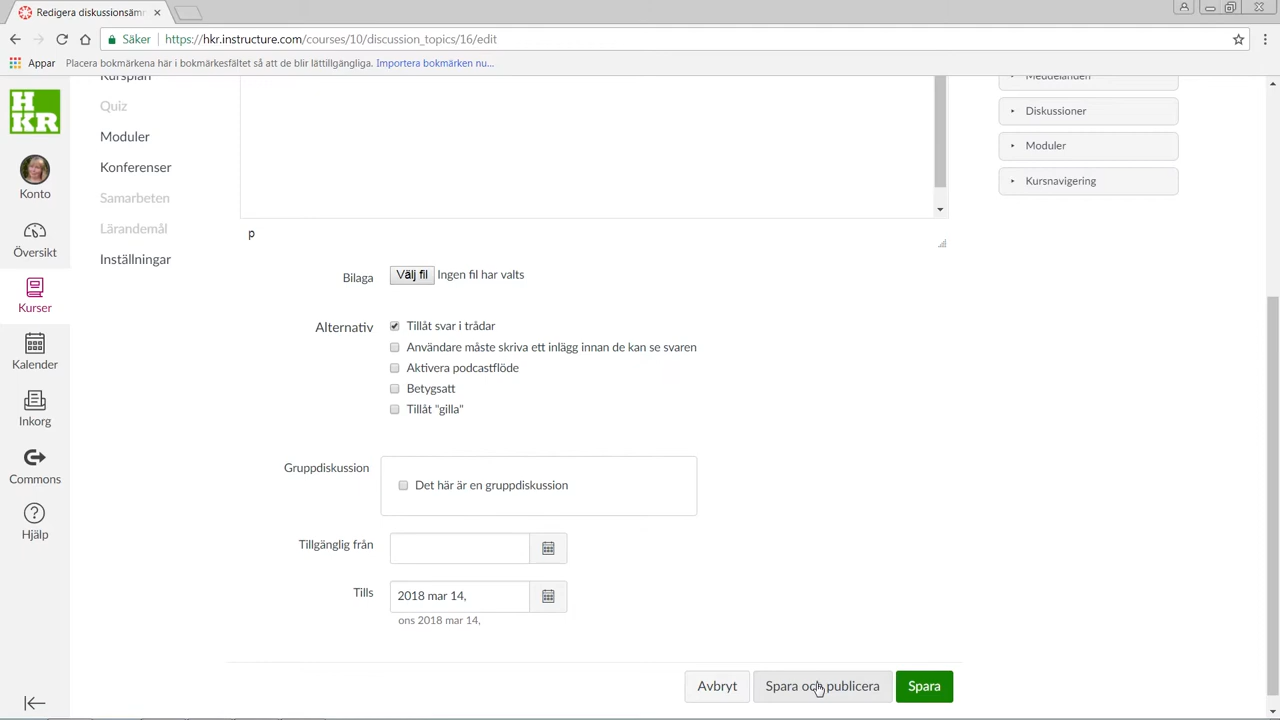 Redigera diskussionsämn
Säker https://hkr.instructure.com/courses/10/discussion_topics/16/edit
Appar Placera bokmärkena här i bokmärkesfältet så att de blir lättillgängliga. Importera bokmärken nu...
HKR
Konto
Översikt
Kurser
Kalender
Inkorg
Commons
Hjälp
Kursplan
Quiz
Moduler
Konferenser
Samarbeten
Lärandemål
Inställningar
p
Bilaga Välj fil Ingen fil har valts
Alternativ Tillåt svar i trådar
Användare måste skriva ett inlägg innan de kan se svaren
Aktivera podcastflöde
Betygsatt
Tillåt "gilla"
Gruppdiskussion Det här är en gruppdiskussion
Tillgänglig från
Tills 2018 mar 14,
ons 2018 mar 14,
Avbryt Spara och publicera Spara
Meddelanden
Diskussioner
Moduler
Kursnavigering